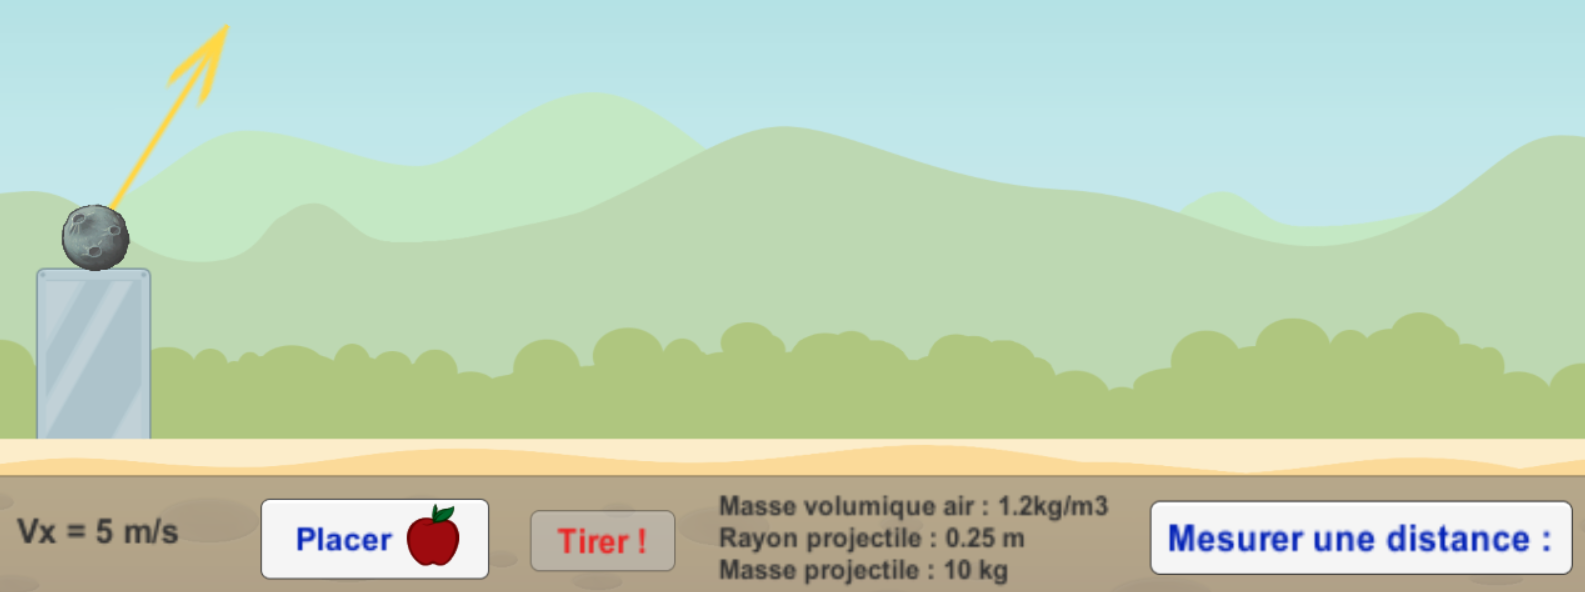 Vx = 5 m/s
Placer
Tirer !
Masse volumique air : 1.2kg/m3
Rayon projectile : 0.25 m
Masse projectile : 10 kg
Mesurer une distance :